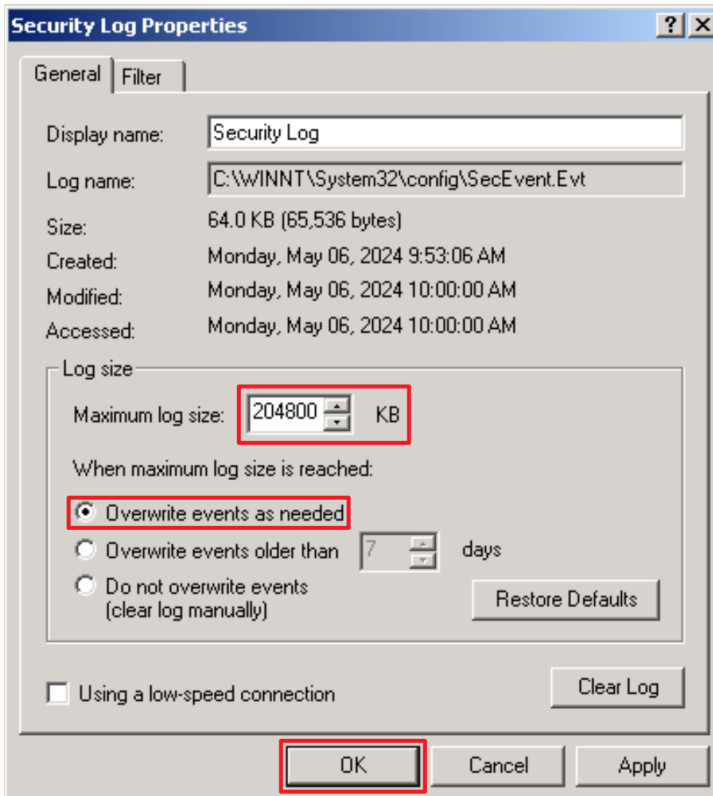 Security Log Properties
General Filter
Display name: Security Log
Log name: C:\WINNT\System32\config\SecEvent.Evt
Size: 64.0 KB (65,536 bytes)
Created: Monday, May 06, 2024 9:53:06 AM
Modified: Monday, May 06, 2024 10:00:00 AM
Accessed: Monday, May 06, 2024 10:00:00 AM
Log size
Maximum log size: 204800 KB
When maximum log size is reached:
Overwrite events as needed
Overwrite events older than 7 days
Do not overwrite events
(clear log manually)
Restore Defaults
Using a low-speed connection
Clear Log
OK Cancel Apply